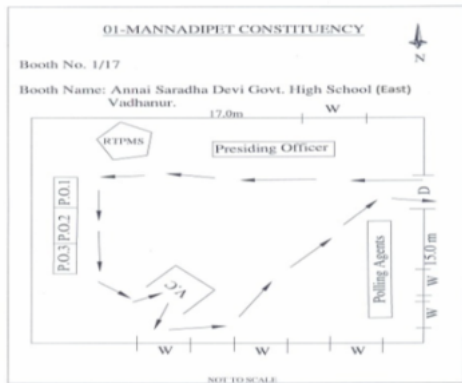 01-MANNADIPET CONSTITUENCY
N
Booth No. 1/17
Booth Name: Annai Saradha Devi Govt. High School (East)
Vadhanur.
17.0m
W
RTPMS
Presiding Officer
P.O.1
P.O.2
P.O.3
D
15.0 m
Polling Agents
V.C
W
W
W
W
W
NOT TO SCALE